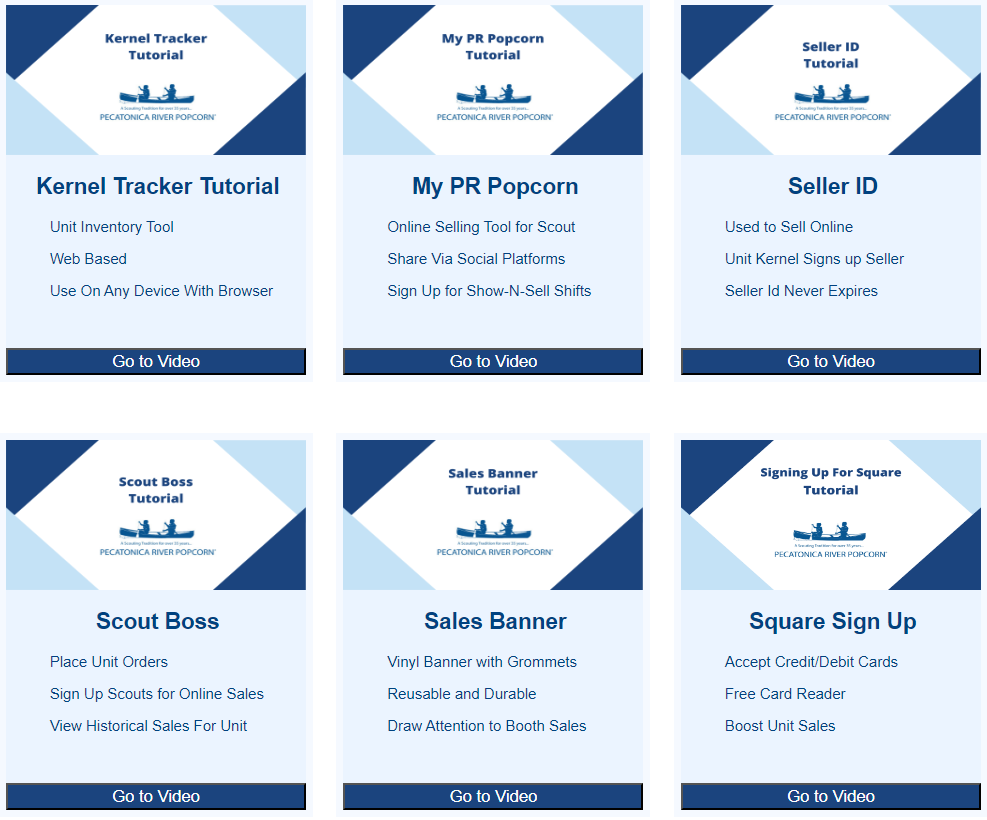 Kernel Tracker
Tutorial
A Scouting Tradition for over 35 years...
PECATONICA RIVER POPCORN
Kernel Tracker Tutorial
Unit Inventory Tool
Web Based
Use On Any Device With Browser
Go to Video
My PR Popcorn
Tutorial
A Scouting Tradition for over 35 years...
PECATONICA RIVER POPCORN
My PR Popcorn
Online Selling Tool for Scout
Share Via Social Platforms
Sign Up for Show-N-Sell Shifts
Go to Video
Seller ID
Tutorial
A Scouting Tradition for over 35 years...
PECATONICA RIVER POPCORN
Seller ID
Used to Sell Online
Unit Kernel Signs up Seller
Seller Id Never Expires
Go to Video
Scout Boss
Tutorial
A Scouting Tradition for over 35 years...
PECATONICA RIVER POPCORN
Scout Boss
Place Unit Orders
Sign Up Scouts for Online Sales
View Historical Sales For Unit
Go to Video
Sales Banner
Tutorial
A Scouting Tradition for over 35 years...
PECATONICA RIVER POPCORN
Sales Banner
Vinyl Banner with Grommets
Reusable and Durable
Draw Attention to Booth Sales
Go to Video
Signing Up For Square
Tutorial
A Scouting Tradition for over 35 years...
PECATONICA RIVER POPCORN
Square Sign Up
Accept Credit/Debit Cards
Free Card Reader
Boost Unit Sales
Go to Video